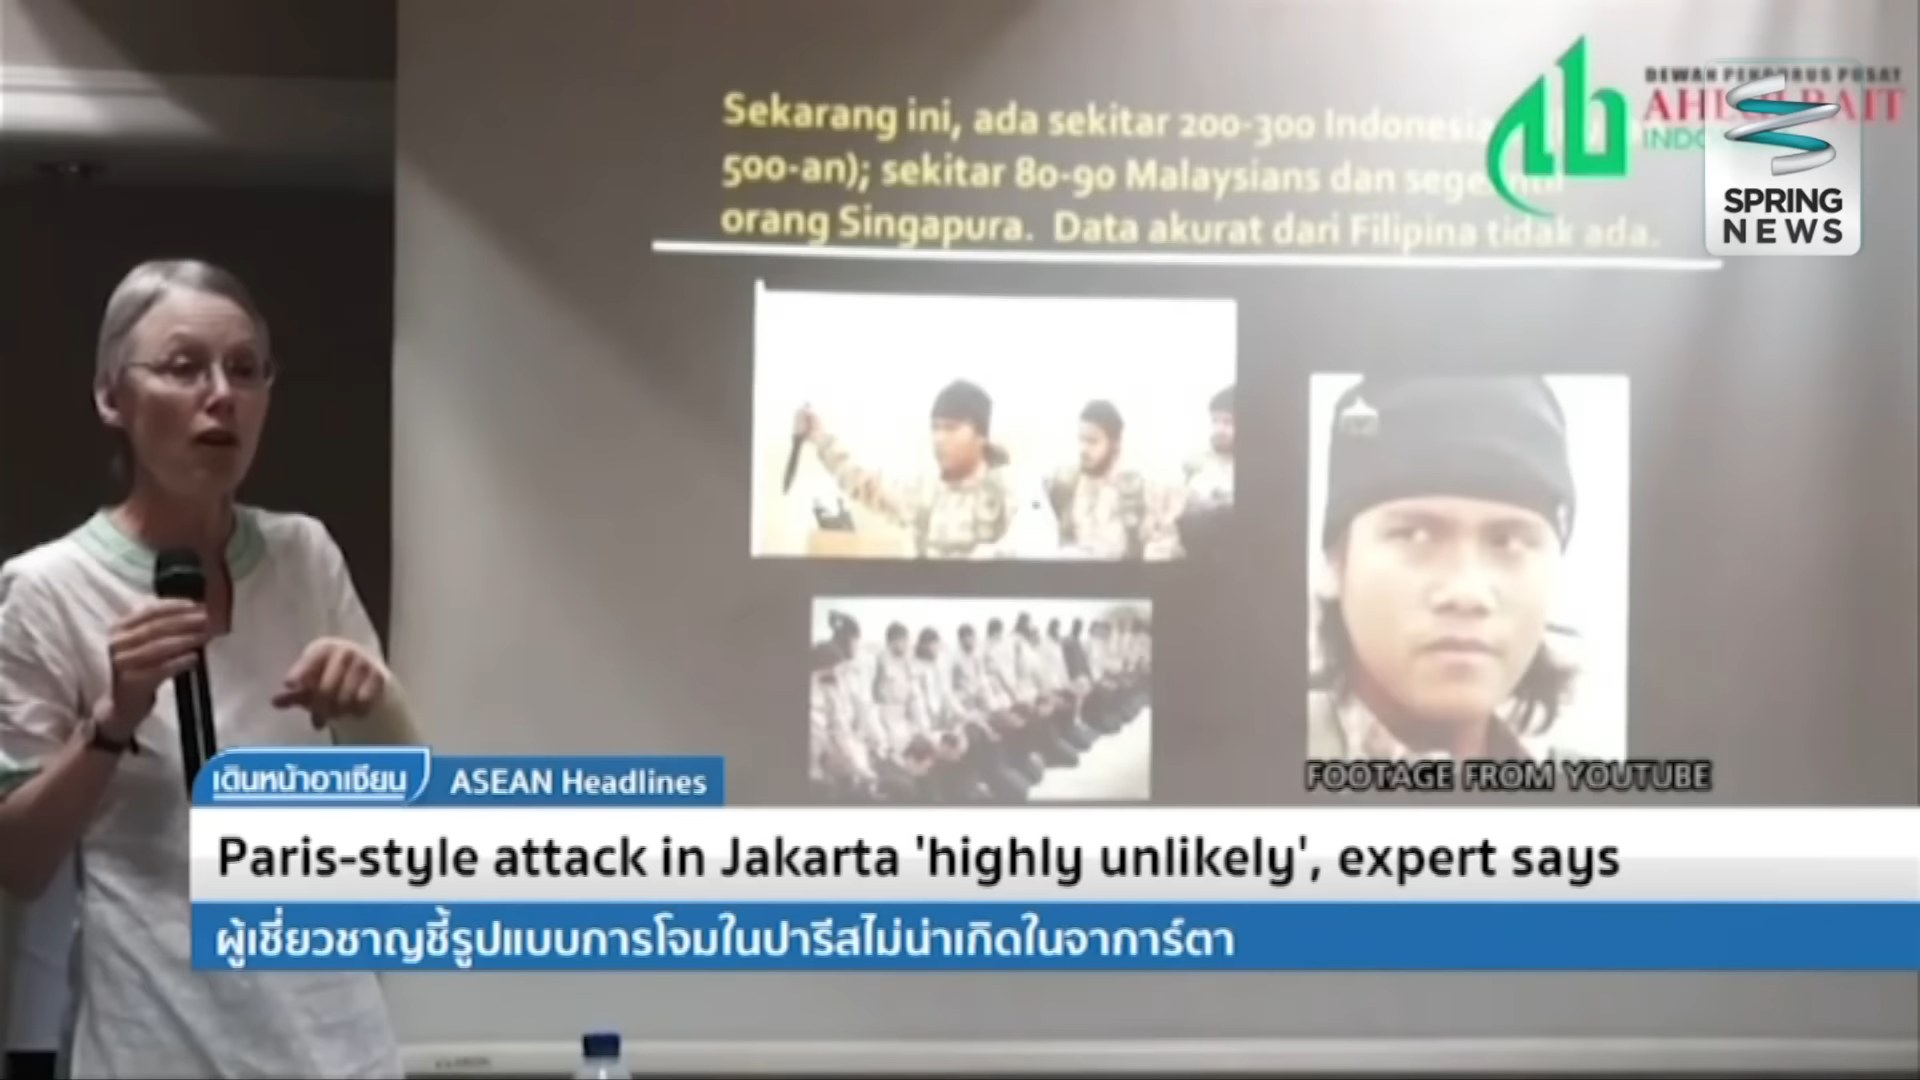 Sekarang ini, ada sekitar 200-300
500-an); sekitar 80-90 Malaysians dan
orang Singapura. Data akurat dari Filipina tidak ada.
DEWAN PENGURUS PUSAT
SPRING
NEWS
FOOTAGE FROM YOUTUBE
เดินหน้าอาเซียน ASEAN Headlines
Paris-style attack in Jakarta 'highly unlikely', expert says
ผู้เชี่ยวชาญชี้รูปแบบการโจมในปารีสไม่น่าเกิดในจาการ์ตา